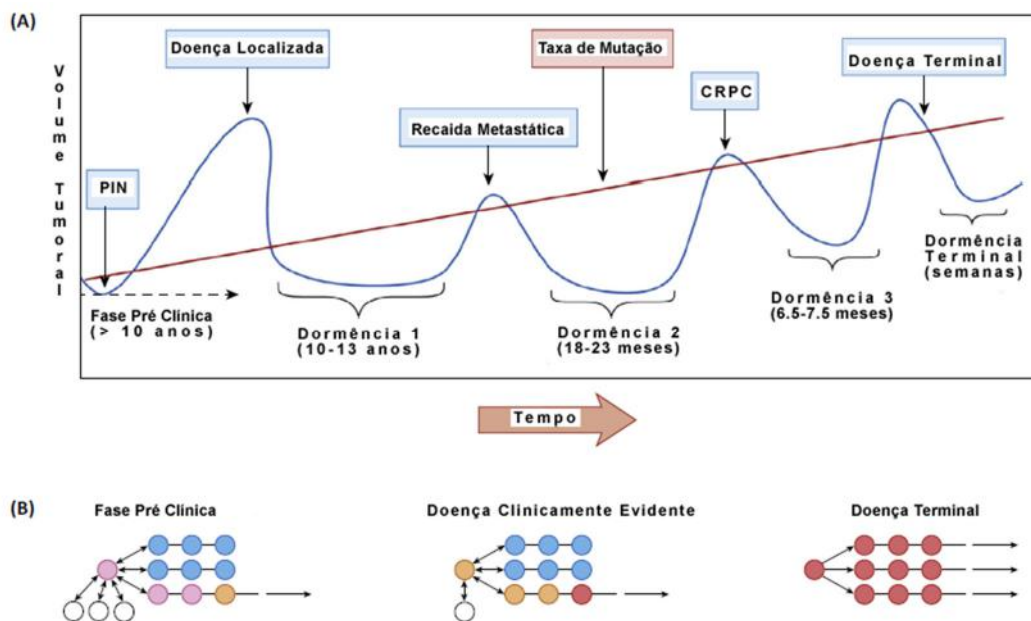 (A)
Volume Tumoral
PIN
Doença Localizada
Recaida Metastática
Taxa de Mutação
CRPC
Doença Terminal
Fase Pré Clínica
(> 10 anos)
Dormência 1
(10-13 anos)
Dormência 2
(18-23 meses)
Dormência 3
(6.5-7.5 meses)
Dormência
Terminal
(semanas)
Tempo
(B)
Fase Pré Clínica
Doença Clinicamente Evidente
Doença Terminal